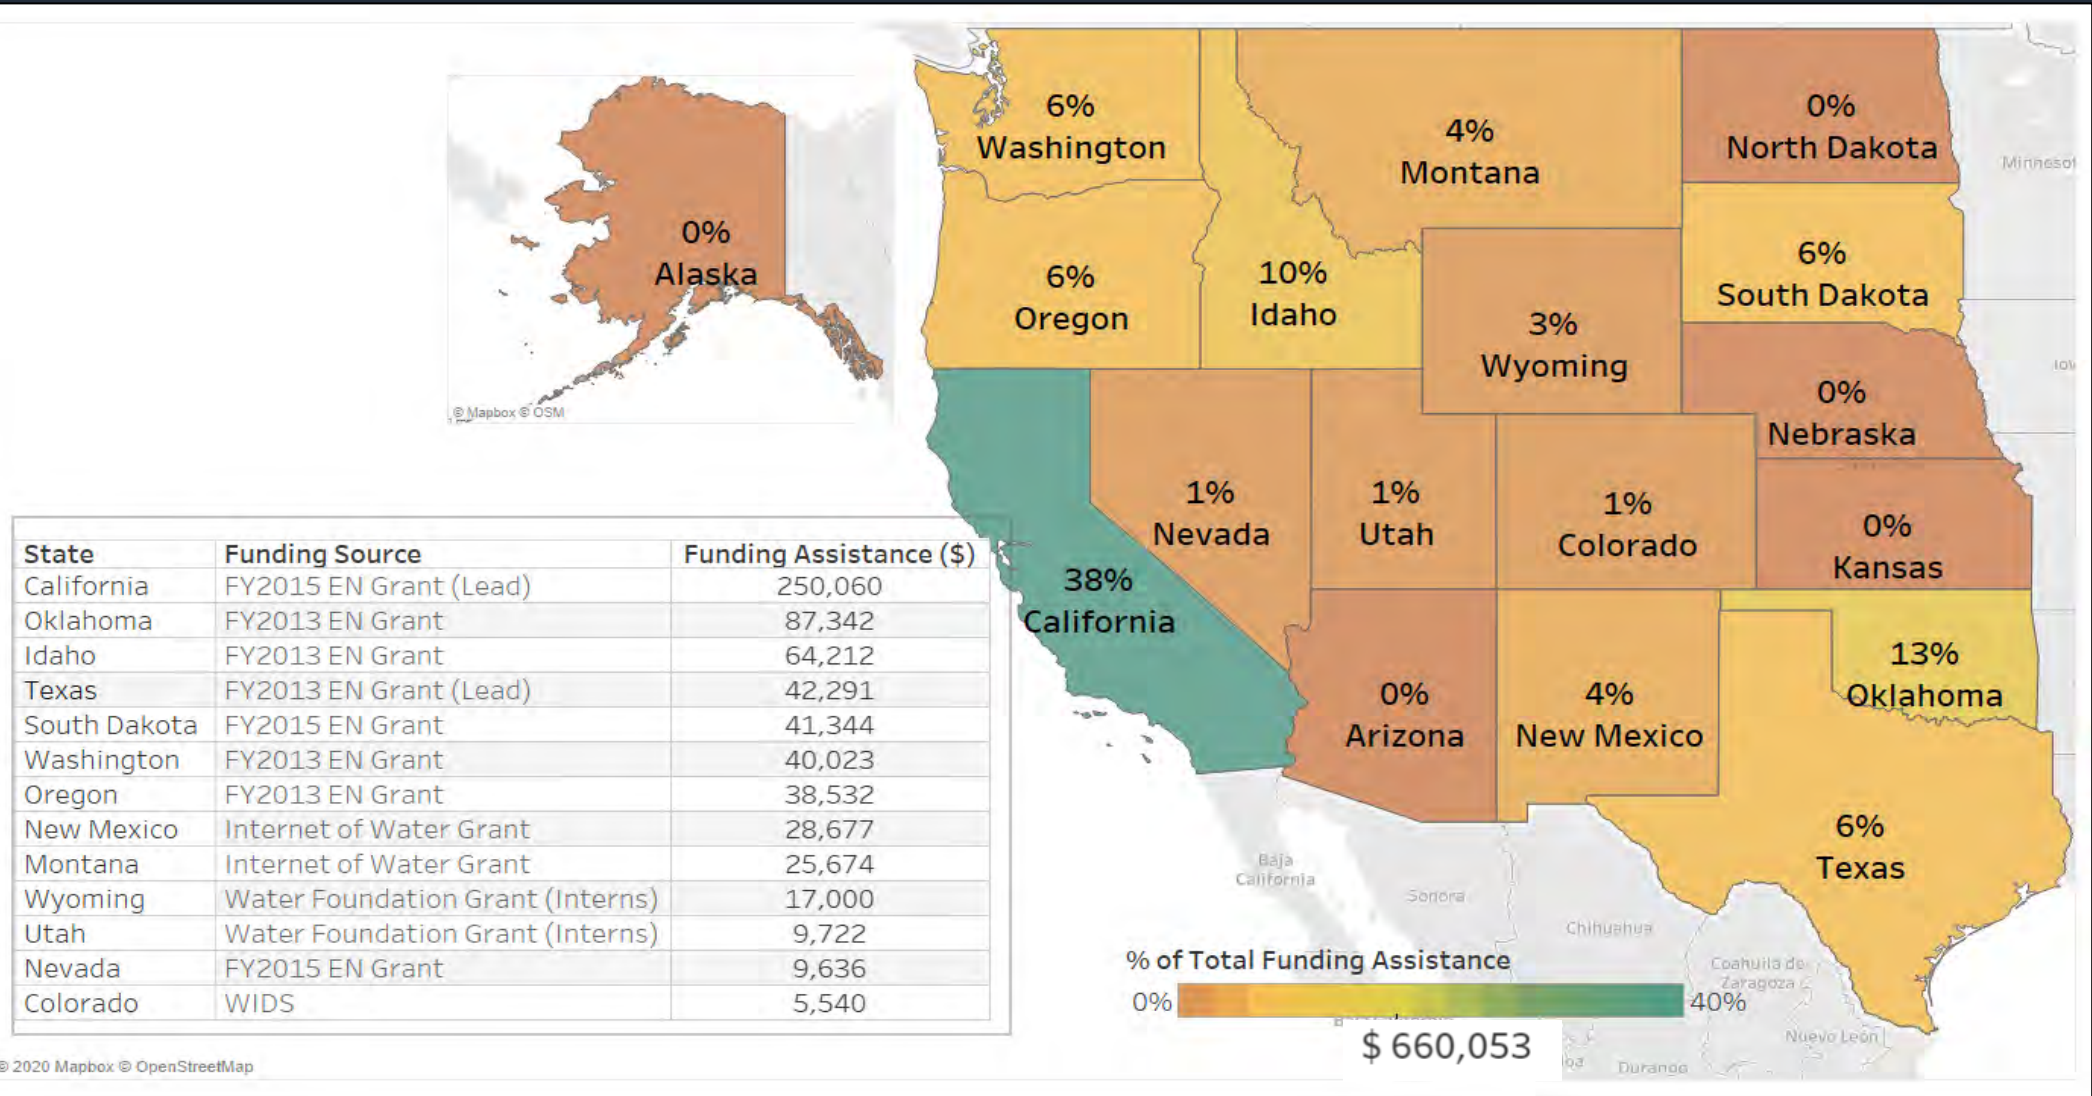 6%
Washington
4%
Montana
0%
North Dakota
0%
Alaska
6%
Oregon
10%
Idaho
3%
Wyoming
6%
South Dakota
0%
Nebraska
© Mapbox © OSM
1%
Nevada
1%
Utah
1%
Colorado
0%
Kansas
38%
California
0%
Arizona
4%
New Mexico
13%
Oklahoma
6%
Texas
State Funding Source Funding Assistance ($)
California FY2015 EN Grant (Lead) 250,060
Oklahoma FY2013 EN Grant 87,342
Idaho FY2013 EN Grant 64,212
Texas FY2013 EN Grant (Lead) 42,291
South Dakota FY2015 EN Grant 41,344
Washington FY2013 EN Grant 40,023
Oregon FY2013 EN Grant 38,532
New Mexico Internet of Water Grant 28,677
Montana Internet of Water Grant 25,674
Wyoming Water Foundation Grant (Interns) 17,000
Utah Water Foundation Grant (Interns) 9,722
Nevada FY2015 EN Grant 9,636
Colorado WIDS 5,540
Minnesot
Iow
Baja
California
Sonora
Chihuahua
Coahuila de
Zaragoza
Nuevo León
Durango
% of Total Funding Assistance
0% 40%
$ 660,053
© 2020 Mapbox © OpenStreetMap